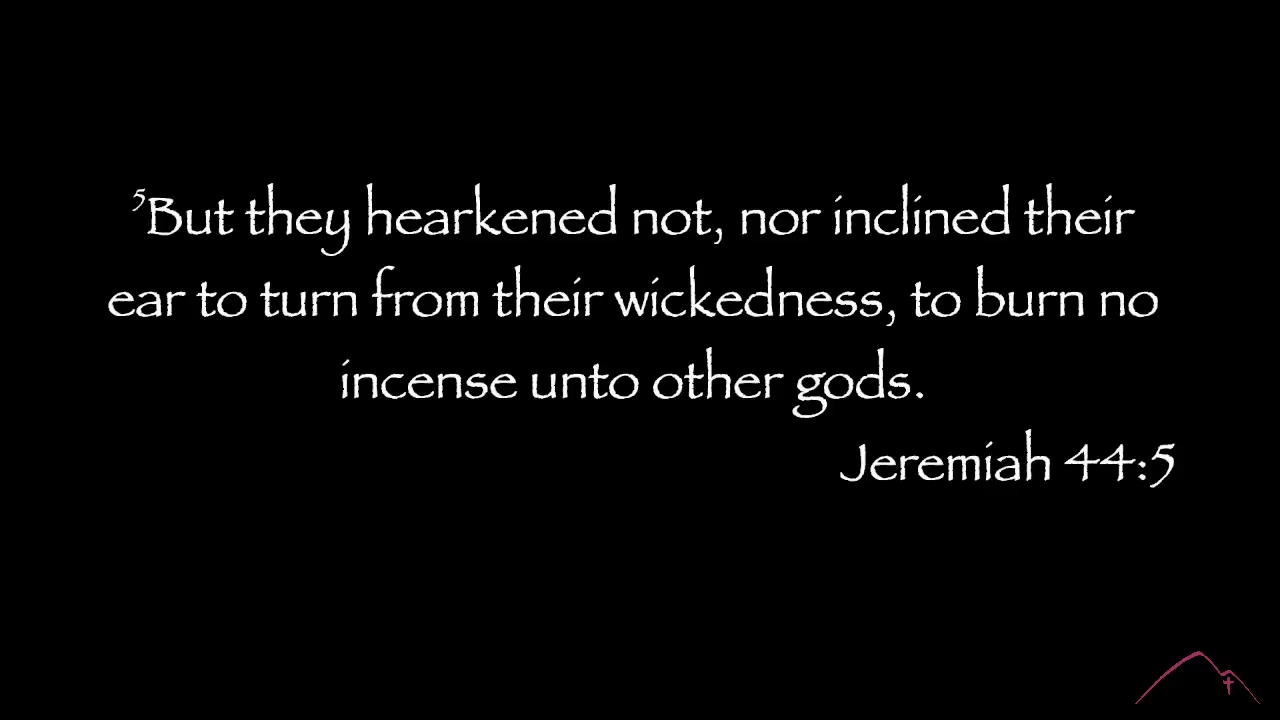 ⁵But they hearkened not, nor inclined their
ear to turn from their wickedness, to burn no
incense unto other gods.
Jeremiah 44:5